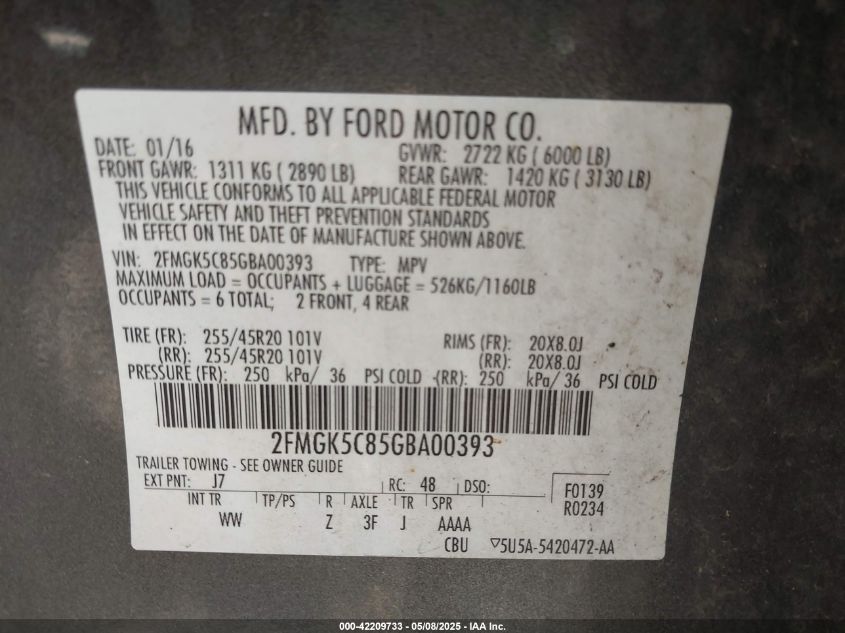 MFD. BY FORD MOTOR CO.
DATE: 01/16 GVWR: 2722 KG ( 6000 LB)
FRONT GAWR: 1311 KG ( 2890 LB) REAR GAWR: 1420 KG ( 3130 LB)
THIS VEHICLE CONFORMS TO ALL APPLICABLE FEDERAL MOTOR
VEHICLE SAFETY AND THEFT PREVENTION STANDARDS
IN EFFECT ON THE DATE OF MANUFACTURE SHOWN ABOVE.
VIN: 2FMGK5C85GBA00393 TYPE: MPV
MAXIMUM LOAD = OCCUPANTS + LUGGAGE = 526KG/1160LB
OCCUPANTS = 6 TOTAL; 2 FRONT, 4 REAR
TIRE (FR): 255/45R20 101V RIMS (FR): 20X8.0J
(RR): 255/45R20 101V (RR): 20X8.0J
PRESSURE (FR): 250 kPa/ 36 PSI COLD (RR): 250 kPa/ 36 PSI COLD
2FMGK5C85GBA00393
TRAILER TOWING - SEE OWNER GUIDE
EXT PNT: J7 RC: 48 DSO: F0139
R0234
INT TR TP/PS R AXLE TR SPR
WW Z 3F J AAAA
CBU ▽5U5A-5420472-AA
000-42209733 - 05/08/2025 - IAA Inc.